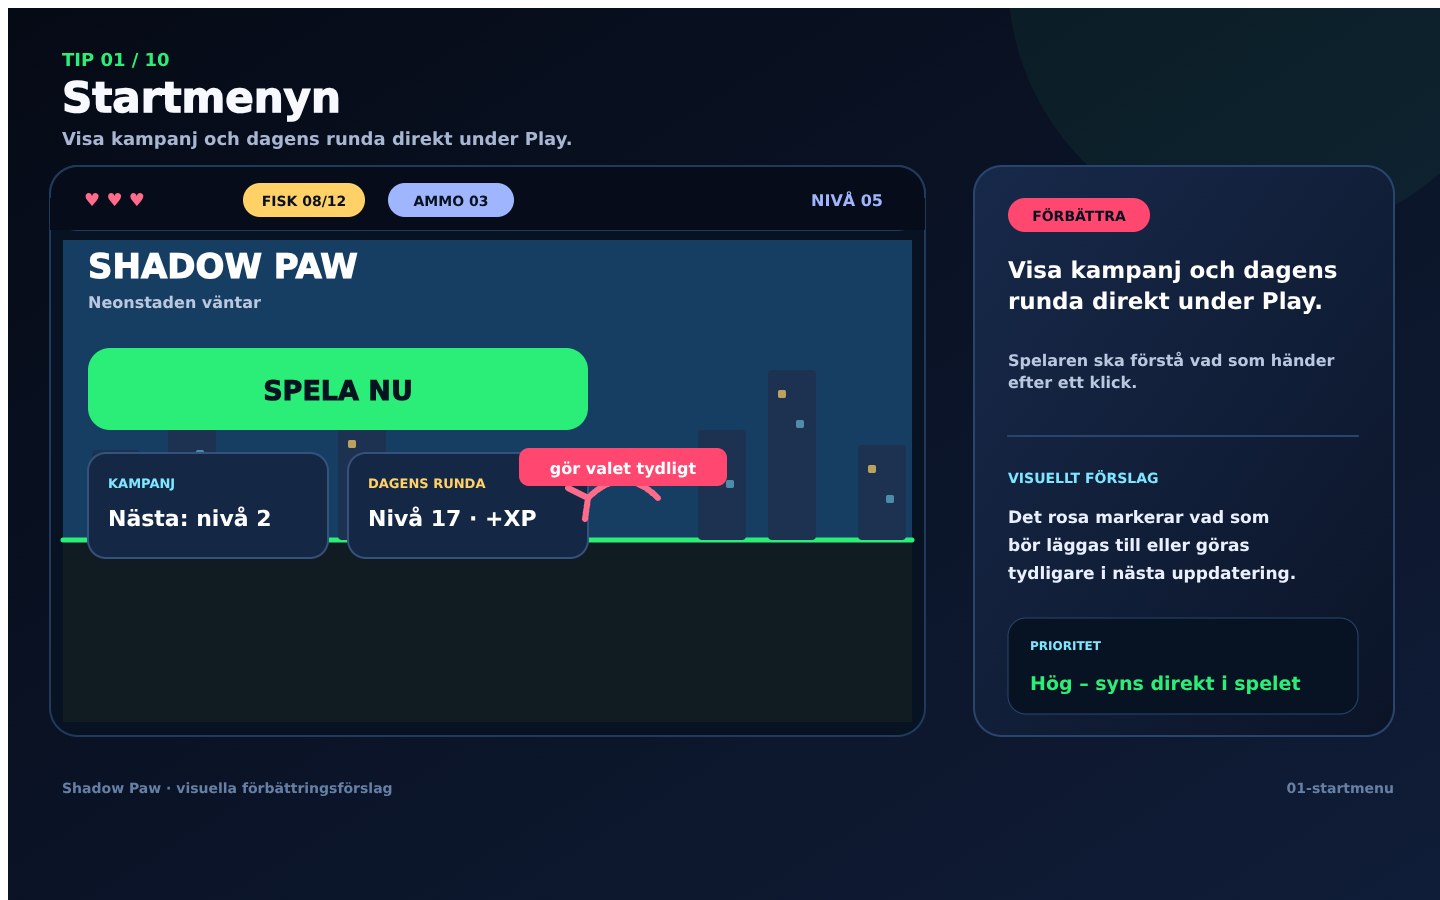 TIP 01 / 10
Startmenyn
Visa kampanj och dagens runda direkt under Play.
♥ ♥ ♥
FISK 08/12
AMMO 03
NIVÅ 05
SHADOW PAW
Neonstaden väntar
SPELA NU
gör valet tydligt
KAMPANJ
Nästa: nivå 2
DAGENS RUNDA
Nivå 17 · +XP
FÖRBÄTTRA
Visa kampanj och dagens
runda direkt under Play.
Spelaren ska förstå vad som händer
efter ett klick.
VISUELLT FÖRSLAG
Det rosa markerar vad som
bör läggas till eller göras
tydligare i nästa uppdatering.
PRIORITET
Hög – syns direkt i spelet
Shadow Paw · visuella förbättringsförslag
01-startmenu